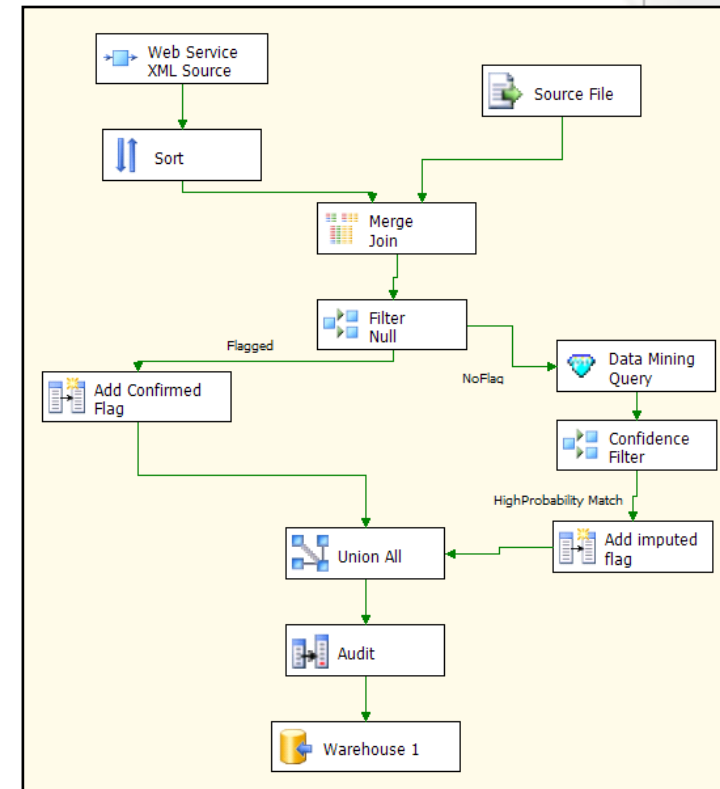 Web Service
XML Source
Source File
Sort
Merge
Join
Filter
Null
Flagged
NoFlag
Data Mining
Query
Add Confirmed
Flag
Confidence
Filter
HighProbability Match
Add imputed
flag
Union All
Audit
Warehouse 1